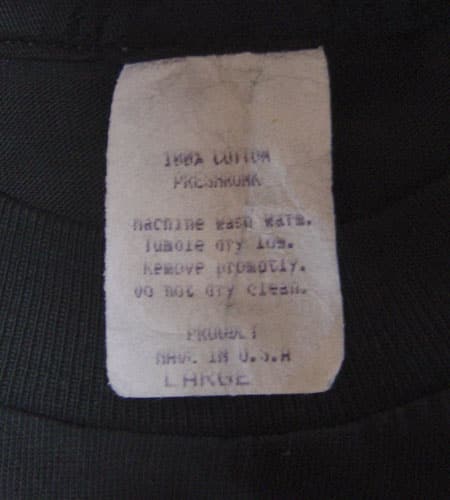 100% COTTON
PRESHRUNK
Machine wash warm.
Tumble dry low.
Remove promptly.
Do not dry clean.
PRODUCT
MADE IN U.S.A
LARGE